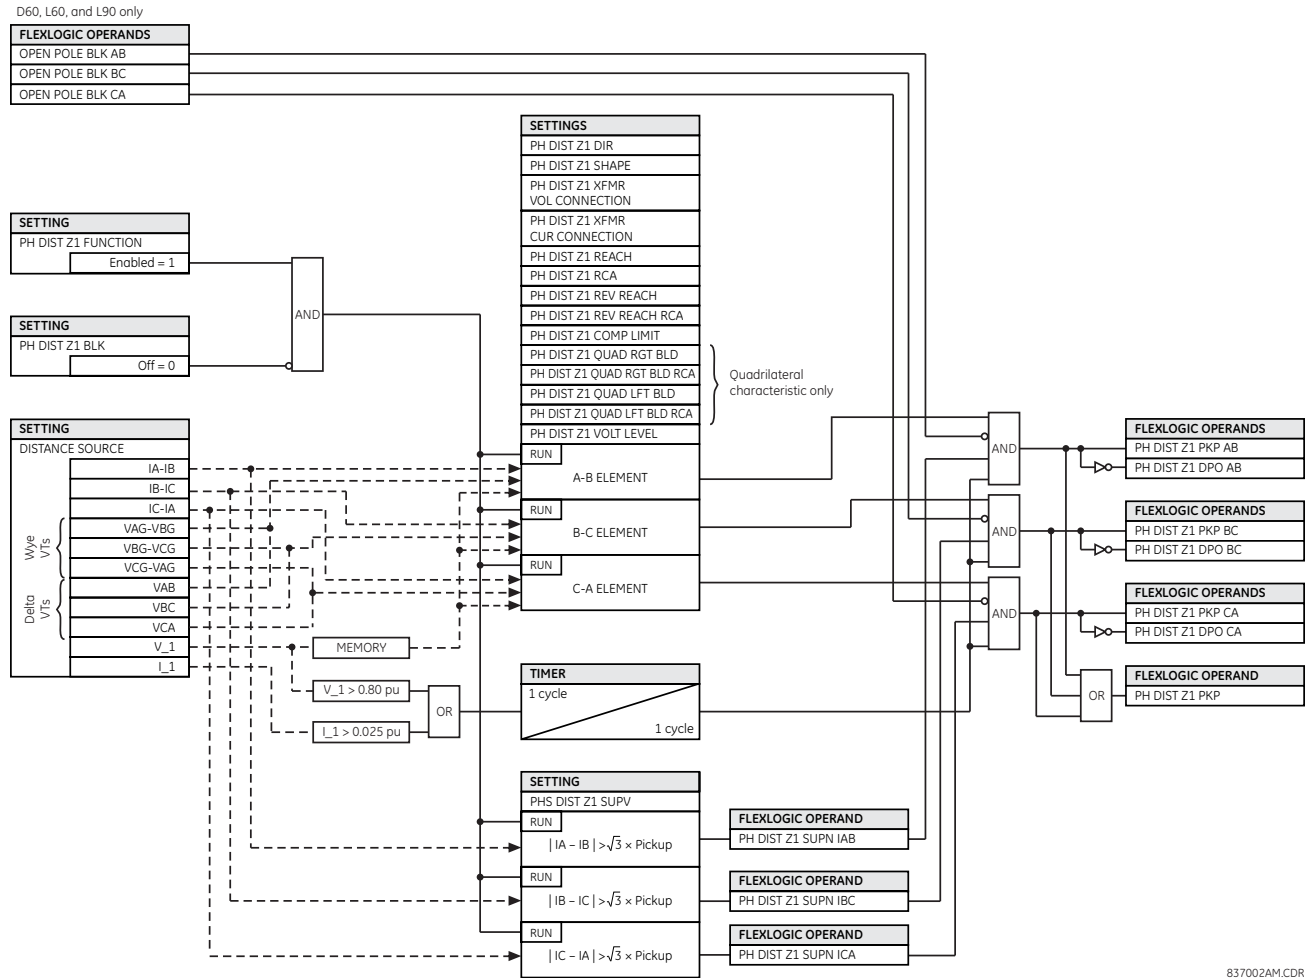 D60, L60, and L90 only
FLEXLOGIC OPERANDS
OPEN POLE BLK AB
OPEN POLE BLK BC
OPEN POLE BLK CA
SETTING
PH DIST Z1 FUNCTION
Enabled = 1
SETTING
PH DIST Z1 BLK
Off = 0
AND
SETTING
DISTANCE SOURCE
IA-IB
IB-IC
IC-IA
Wye
VTs
VAG-VBG
VBG-VCG
VCG-VAG
Delta
VTs
VAB
VBC
VCA
V_1
I_1
MEMORY
V_1 > 0.80 pu
I_1 > 0.025 pu
OR
SETTINGS
PH DIST Z1 DIR
PH DIST Z1 SHAPE
PH DIST Z1 XFMR
VOL CONNECTION
PH DIST Z1 XFMR
CUR CONNECTION
PH DIST Z1 REACH
PH DIST Z1 RCA
PH DIST Z1 REV REACH
PH DIST Z1 REV REACH RCA
PH DIST Z1 COMP LIMIT
PH DIST Z1 QUAD RGT BLD
PH DIST Z1 QUAD RGT BLD RCA
PH DIST Z1 QUAD LFT BLD
PH DIST Z1 QUAD LFT BLD RCA
PH DIST Z1 VOLT LEVEL
Quadrilateral
characteristic only
RUN
A-B ELEMENT
RUN
B-C ELEMENT
RUN
C-A ELEMENT
TIMER
1 cycle
1 cycle
SETTING
PHS DIST Z1 SUPV
RUN
| IA – IB | > √3 × Pickup
RUN
| IB – IC | > √3 × Pickup
RUN
| IC – IA | > √3 × Pickup
FLEXLOGIC OPERAND
PH DIST Z1 SUPN IAB
FLEXLOGIC OPERAND
PH DIST Z1 SUPN IBC
FLEXLOGIC OPERAND
PH DIST Z1 SUPN ICA
AND
AND
AND
OR
FLEXLOGIC OPERANDS
PH DIST Z1 PKP AB
PH DIST Z1 DPO AB
FLEXLOGIC OPERANDS
PH DIST Z1 PKP BC
PH DIST Z1 DPO BC
FLEXLOGIC OPERANDS
PH DIST Z1 PKP CA
PH DIST Z1 DPO CA
FLEXLOGIC OPERAND
PH DIST Z1 PKP
837002AM.CDR